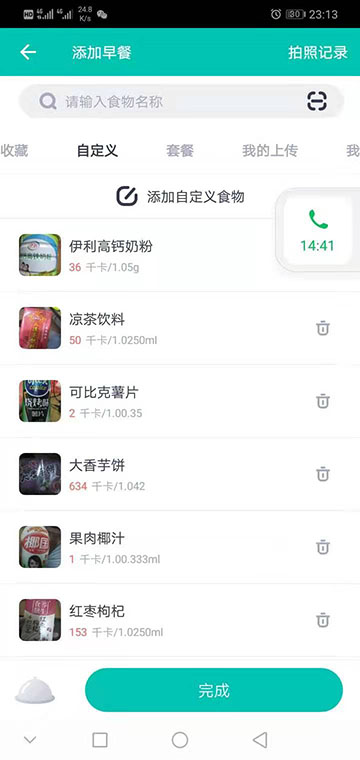 HD 4G 4G 24.8 K/s 30 23:13
添加早餐 拍照记录
请输入食物名称
收藏 自定义 套餐 我的上传 我
添加自定义食物
14:41
伊利高钙奶粉
36 千卡/1.05g
凉茶饮料
50 千卡/1.0250ml
可比克薯片
2 千卡/1.00.35
大香芋饼
634 千卡/1.042
果肉椰汁
1 千卡/1.00.333ml
红枣枸杞
153 千卡/1.0250ml
完成